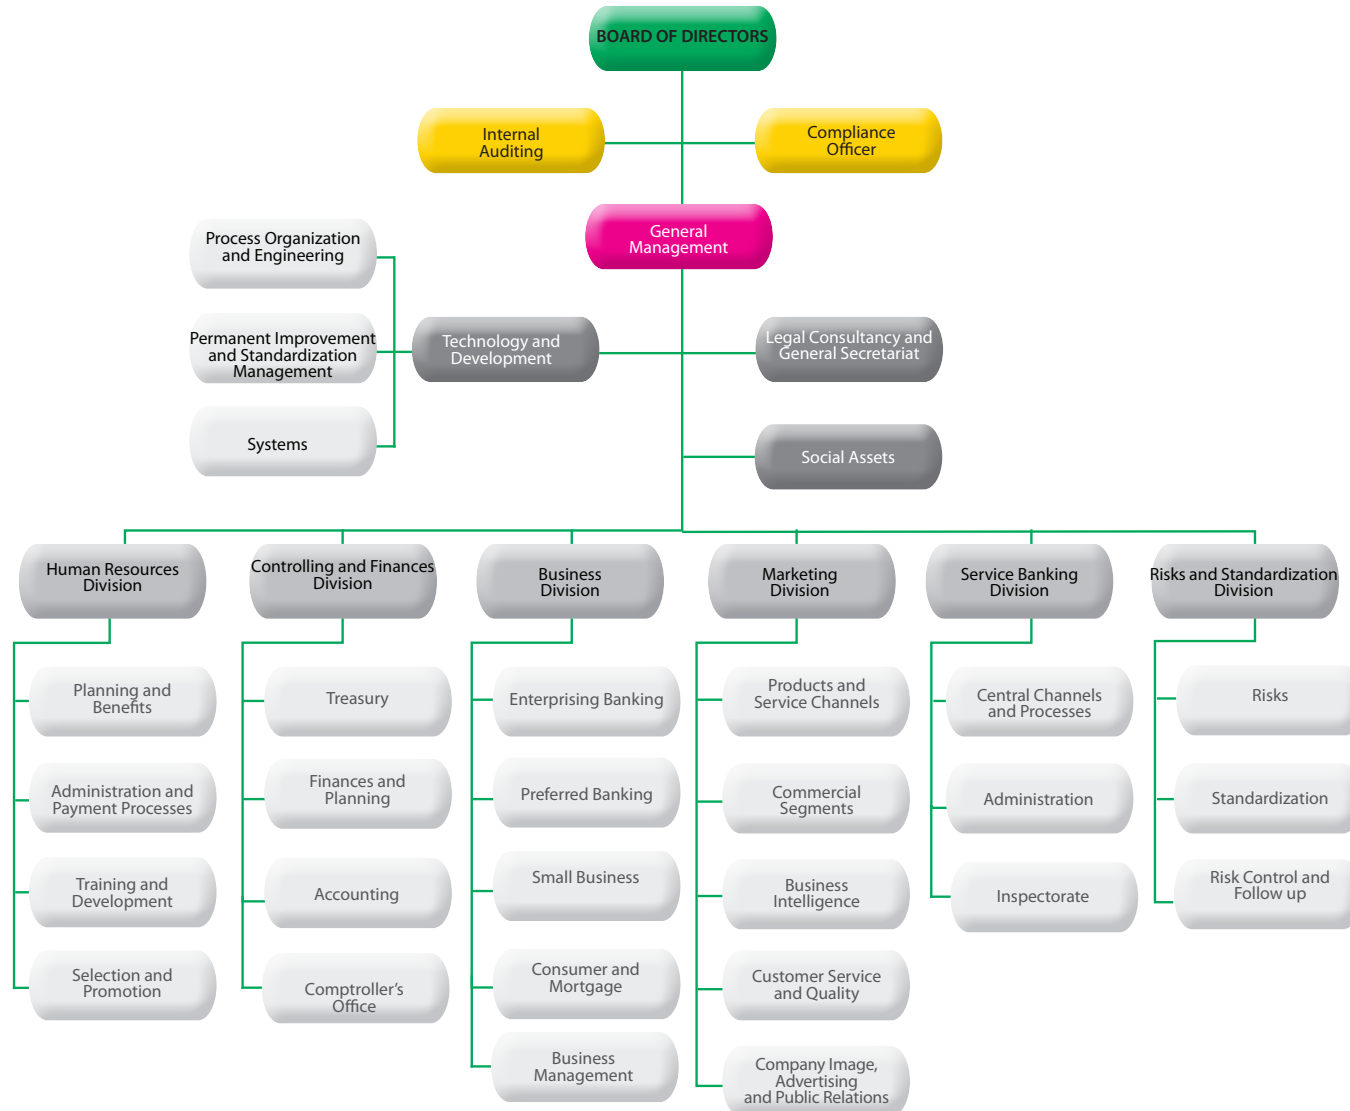 BOARD OF DIRECTORS
Internal
Auditing
Compliance
Officer
General
Management
Process Organization
and Engineering
Permanent Improvement
and Standardization
Management
Systems
Technology and
Development
Legal Consultancy and
General Secretariat
Social Assets
Human Resources
Division
Controlling and Finances
Division
Business
Division
Marketing
Division
Service Banking
Division
Risks and Standardization
Division
Planning and
Benefits
Administration and
Payment Processes
Training and
Development
Selection and
Promotion
Treasury
Finances and
Planning
Accounting
Comptroller's
Office
Enterprising Banking
Preferred Banking
Small Business
Consumer and
Mortgage
Business
Management
Products and
Service Channels
Commercial
Segments
Business
Intelligence
Customer Service
and Quality
Company Image,
Advertising
and Public Relations
Central Channels
and Processes
Administration
Inspectorate
Risks
Standardization
Risk Control and
Follow up